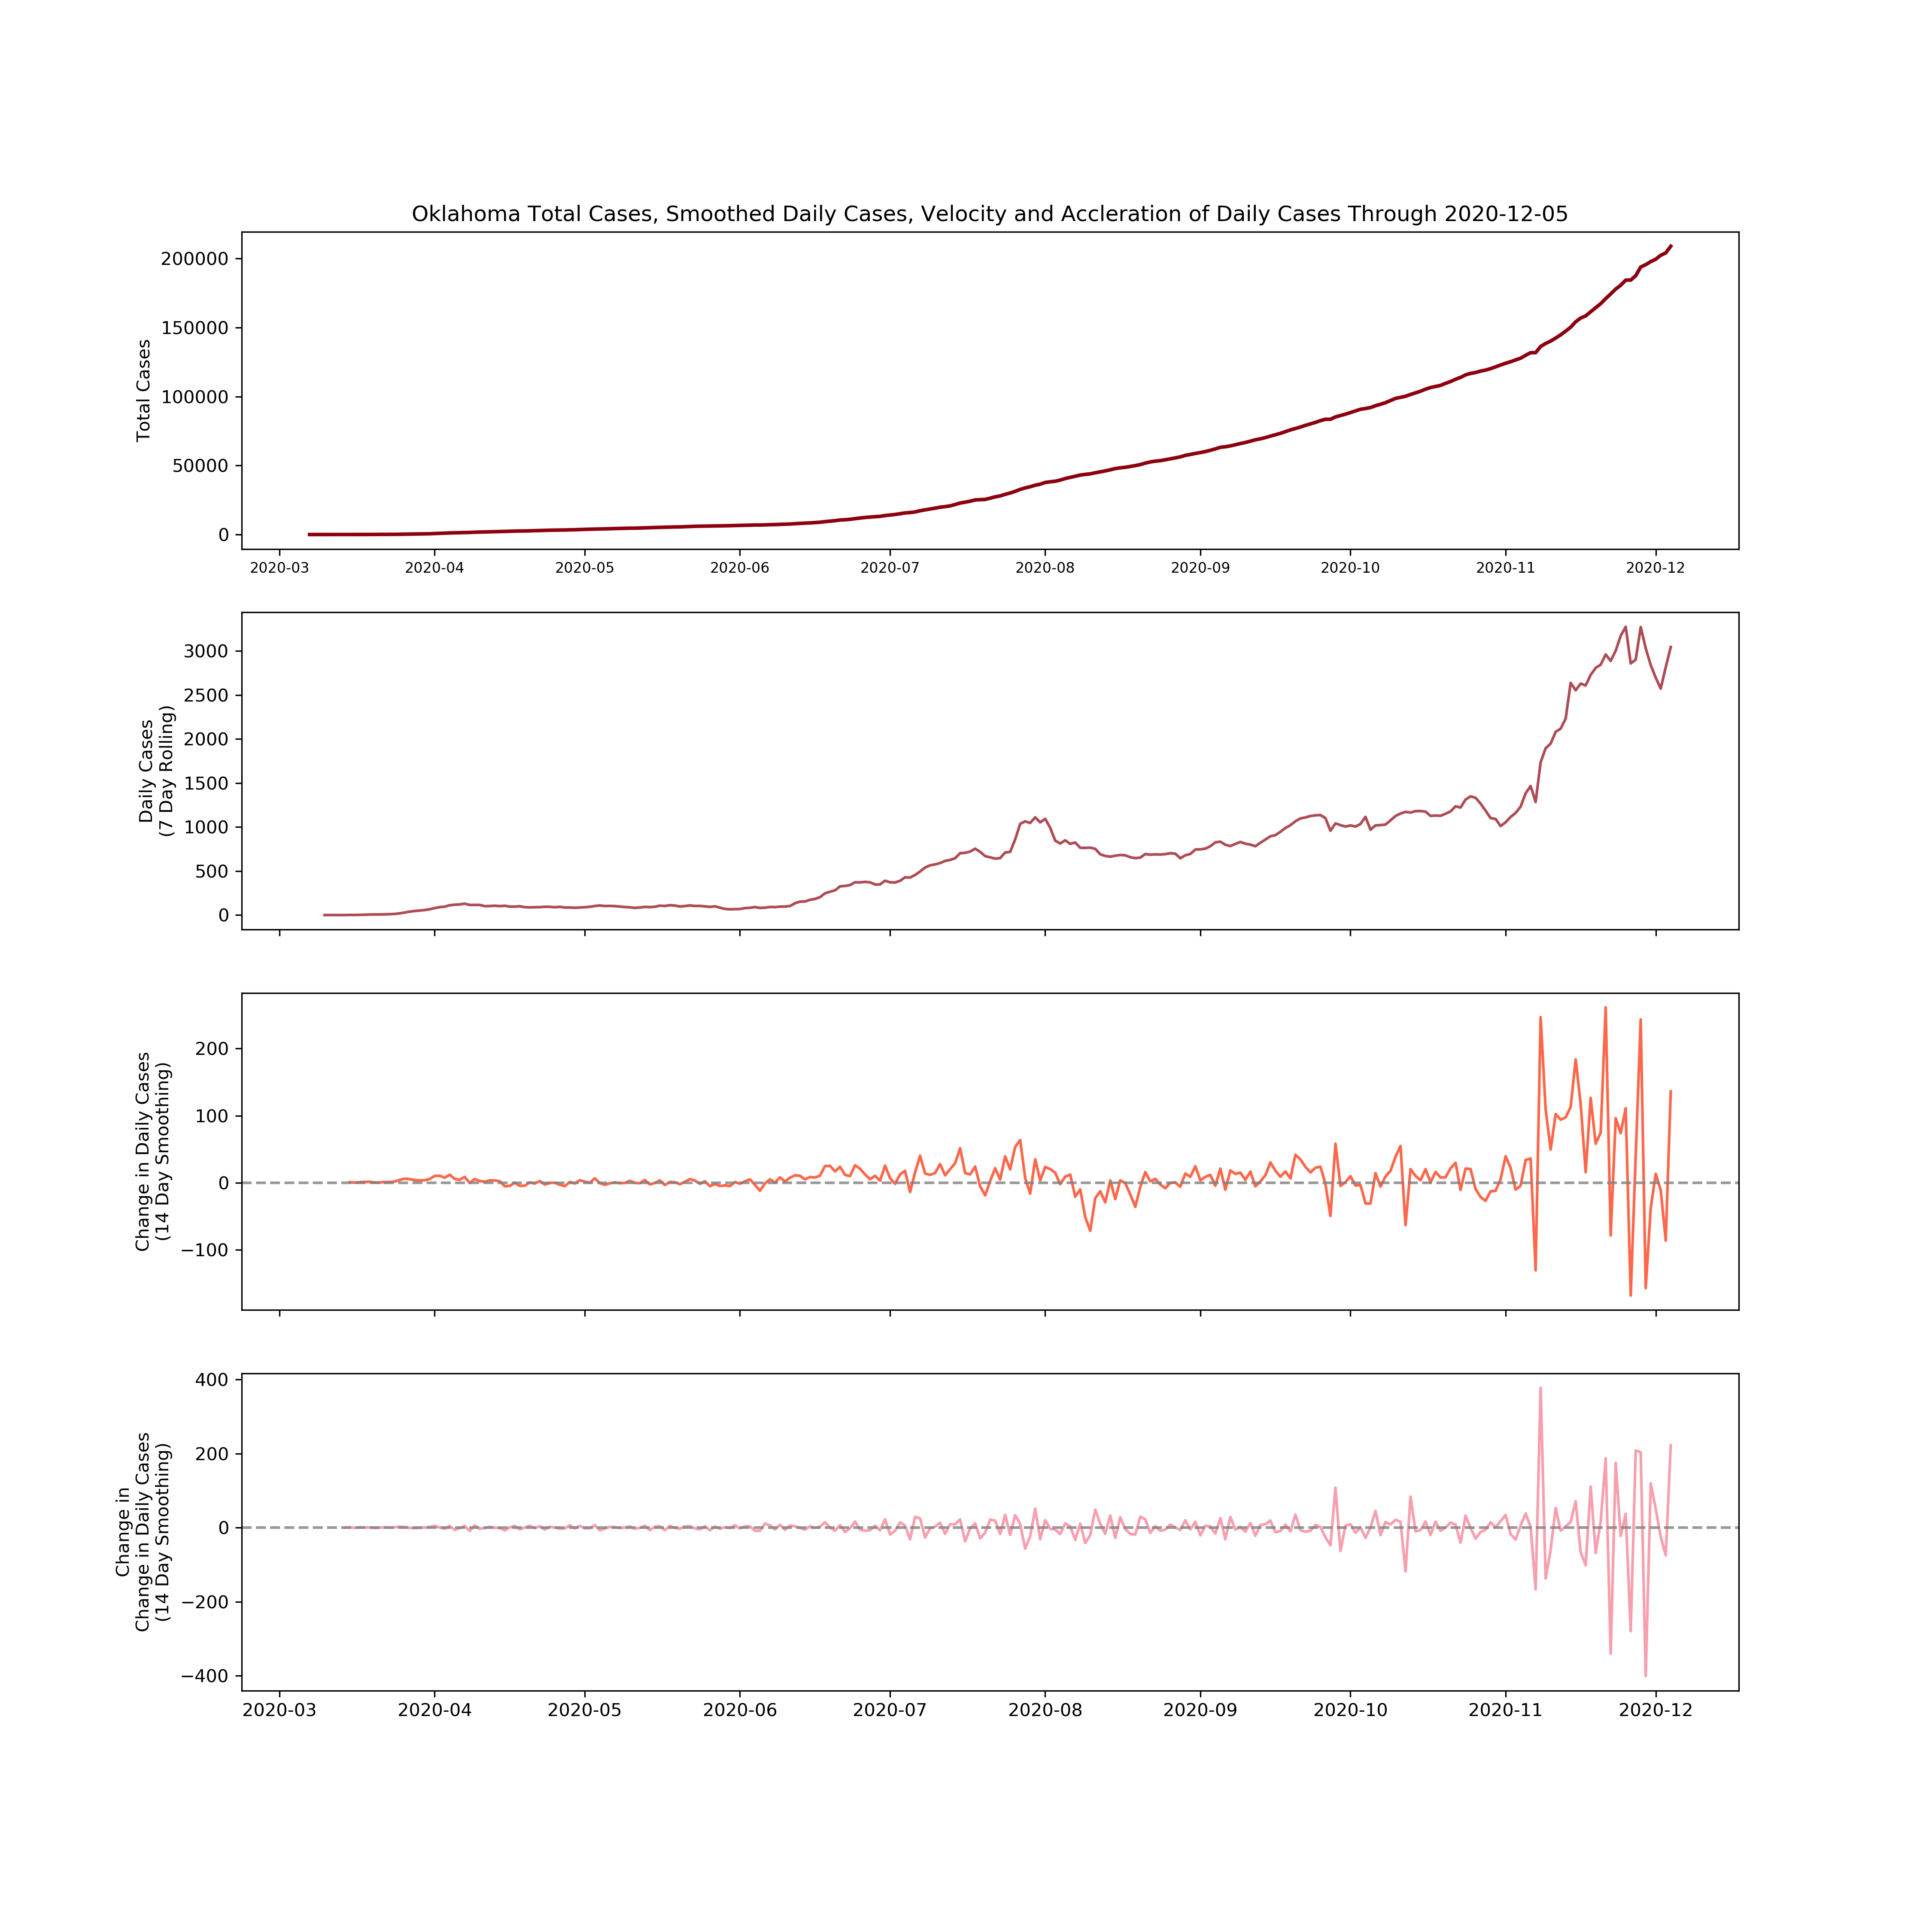 Oklahoma Total Cases, Smoothed Daily Cases, Velocity and Accleration of Daily Cases Through 2020-12-05
Total Cases
200000
150000
100000
50000
0
2020-03 2020-04 2020-05 2020-06 2020-07 2020-08 2020-09 2020-10 2020-11 2020-12
Daily Cases
(7 Day Rolling)
3000
2500
2000
1500
1000
500
0
Change in Daily Cases
(14 Day Smoothing)
200
100
0
−100
Change in
Change in Daily Cases
(14 Day Smoothing)
400
200
0
−200
−400
2020-03 2020-04 2020-05 2020-06 2020-07 2020-08 2020-09 2020-10 2020-11 2020-12